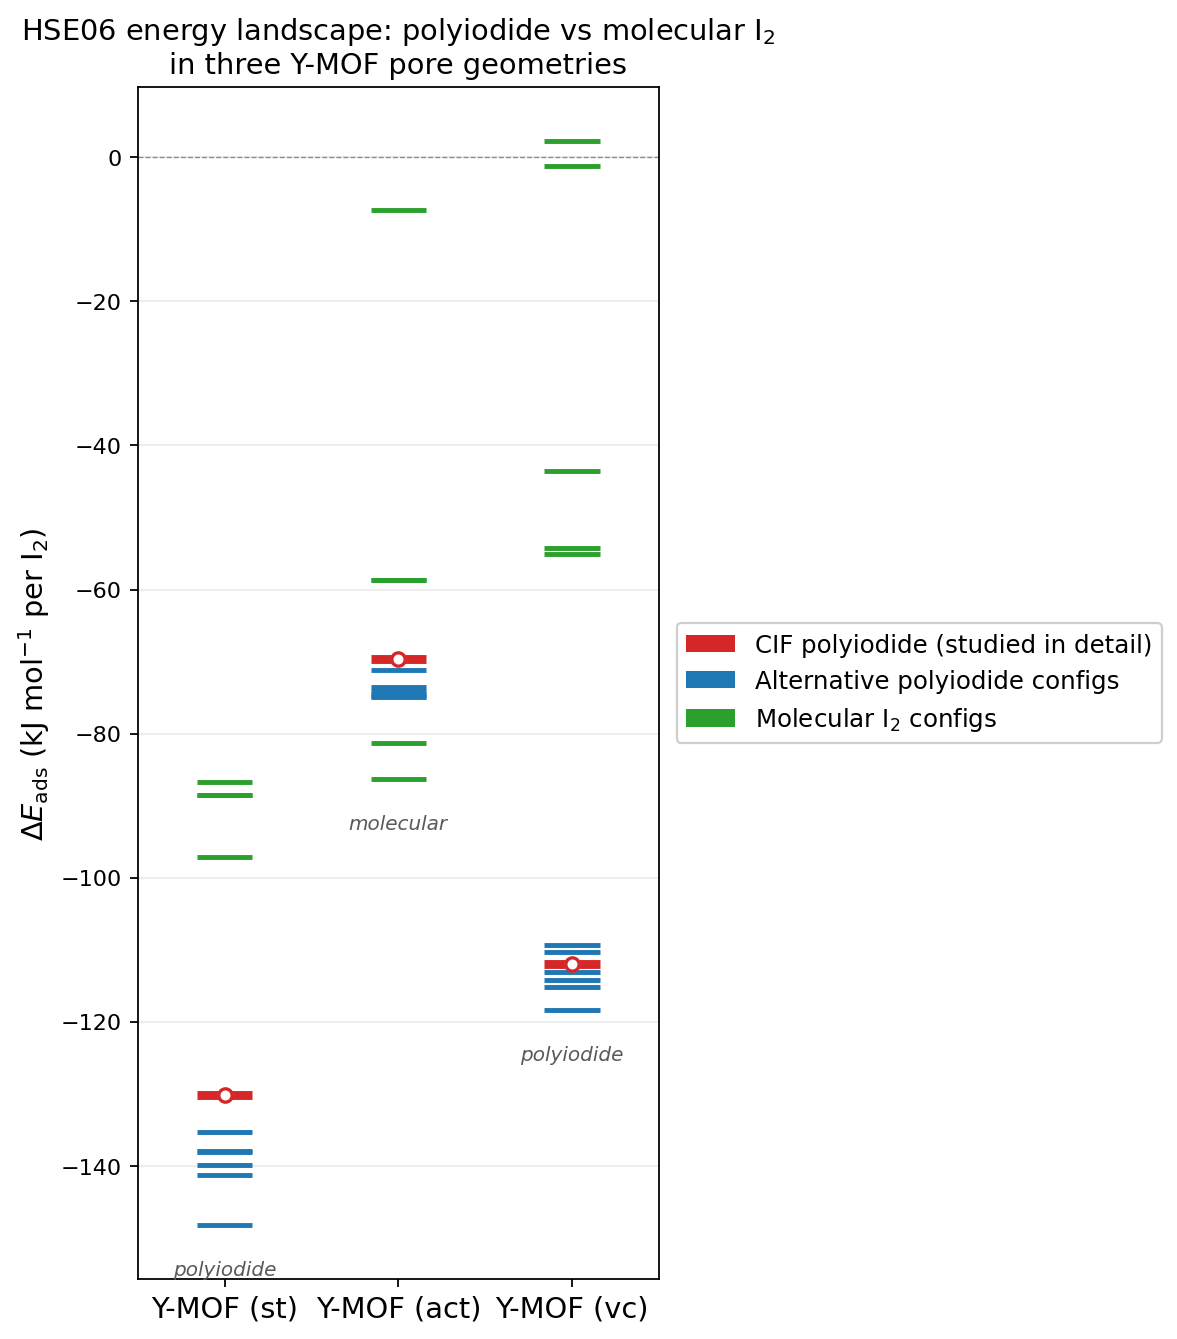 HSE06 energy landscape: polyiodide vs molecular I₂
in three Y-MOF pore geometries
ΔE_ads (kJ mol⁻¹ per I₂)
0
−20
−40
−60
−80
−100
−120
−140
molecular
polyiodide
polyiodide
Y-MOF (st)
Y-MOF (act)
Y-MOF (vc)
CIF polyiodide (studied in detail)
Alternative polyiodide configs
Molecular I₂ configs